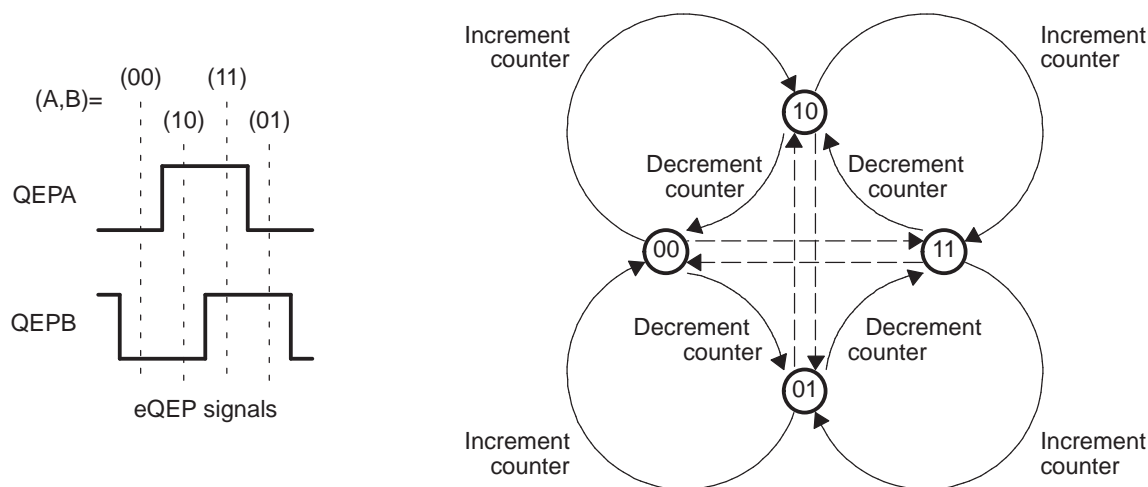 (A,B)=
(00)
(11)
(10)
(01)
QEPA
QEPB
eQEP signals
Increment
counter
Increment
counter
10
Decrement
counter
Decrement
counter
00
11
Decrement
counter
Decrement
counter
01
Increment
counter
Increment
counter